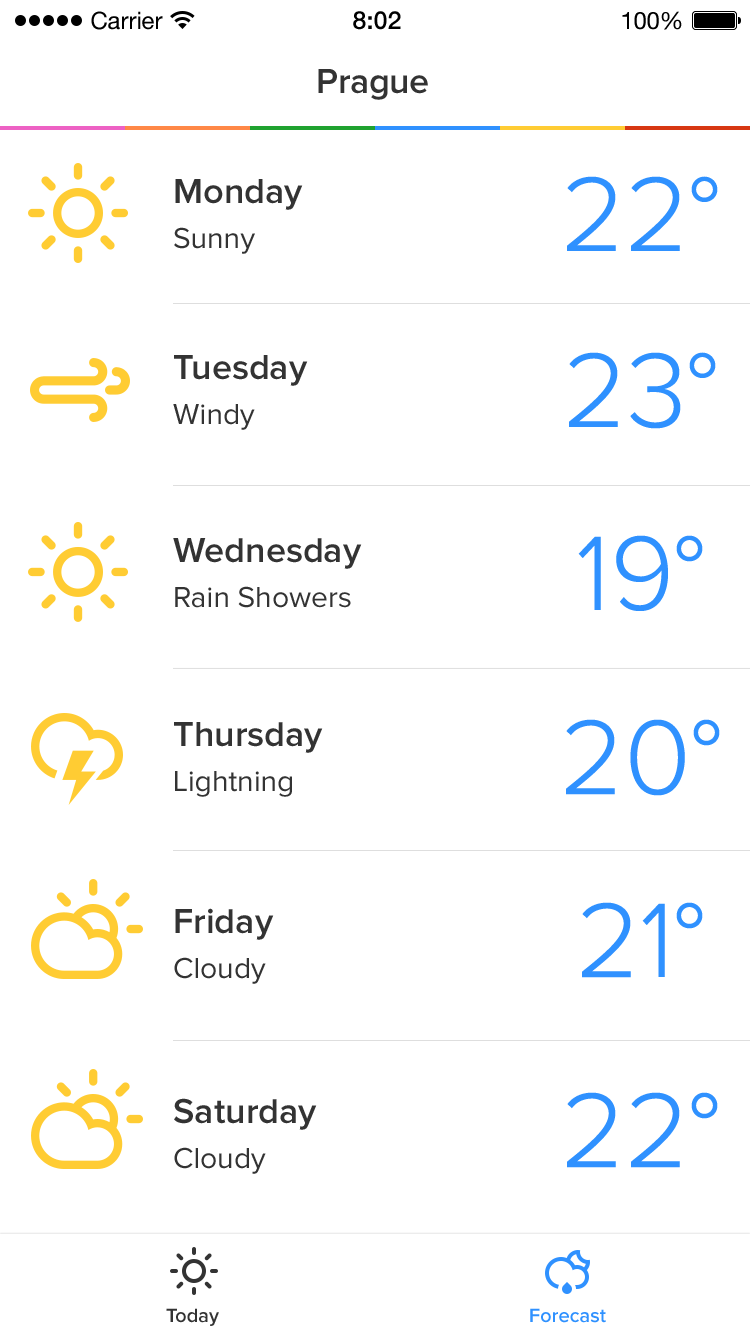 Carrier 8:02 100%
Prague
Monday
Sunny
22°
Tuesday
Windy
23°
Wednesday
Rain Showers
19°
Thursday
Lightning
20°
Friday
Cloudy
21°
Saturday
Cloudy
22°
Today Forecast